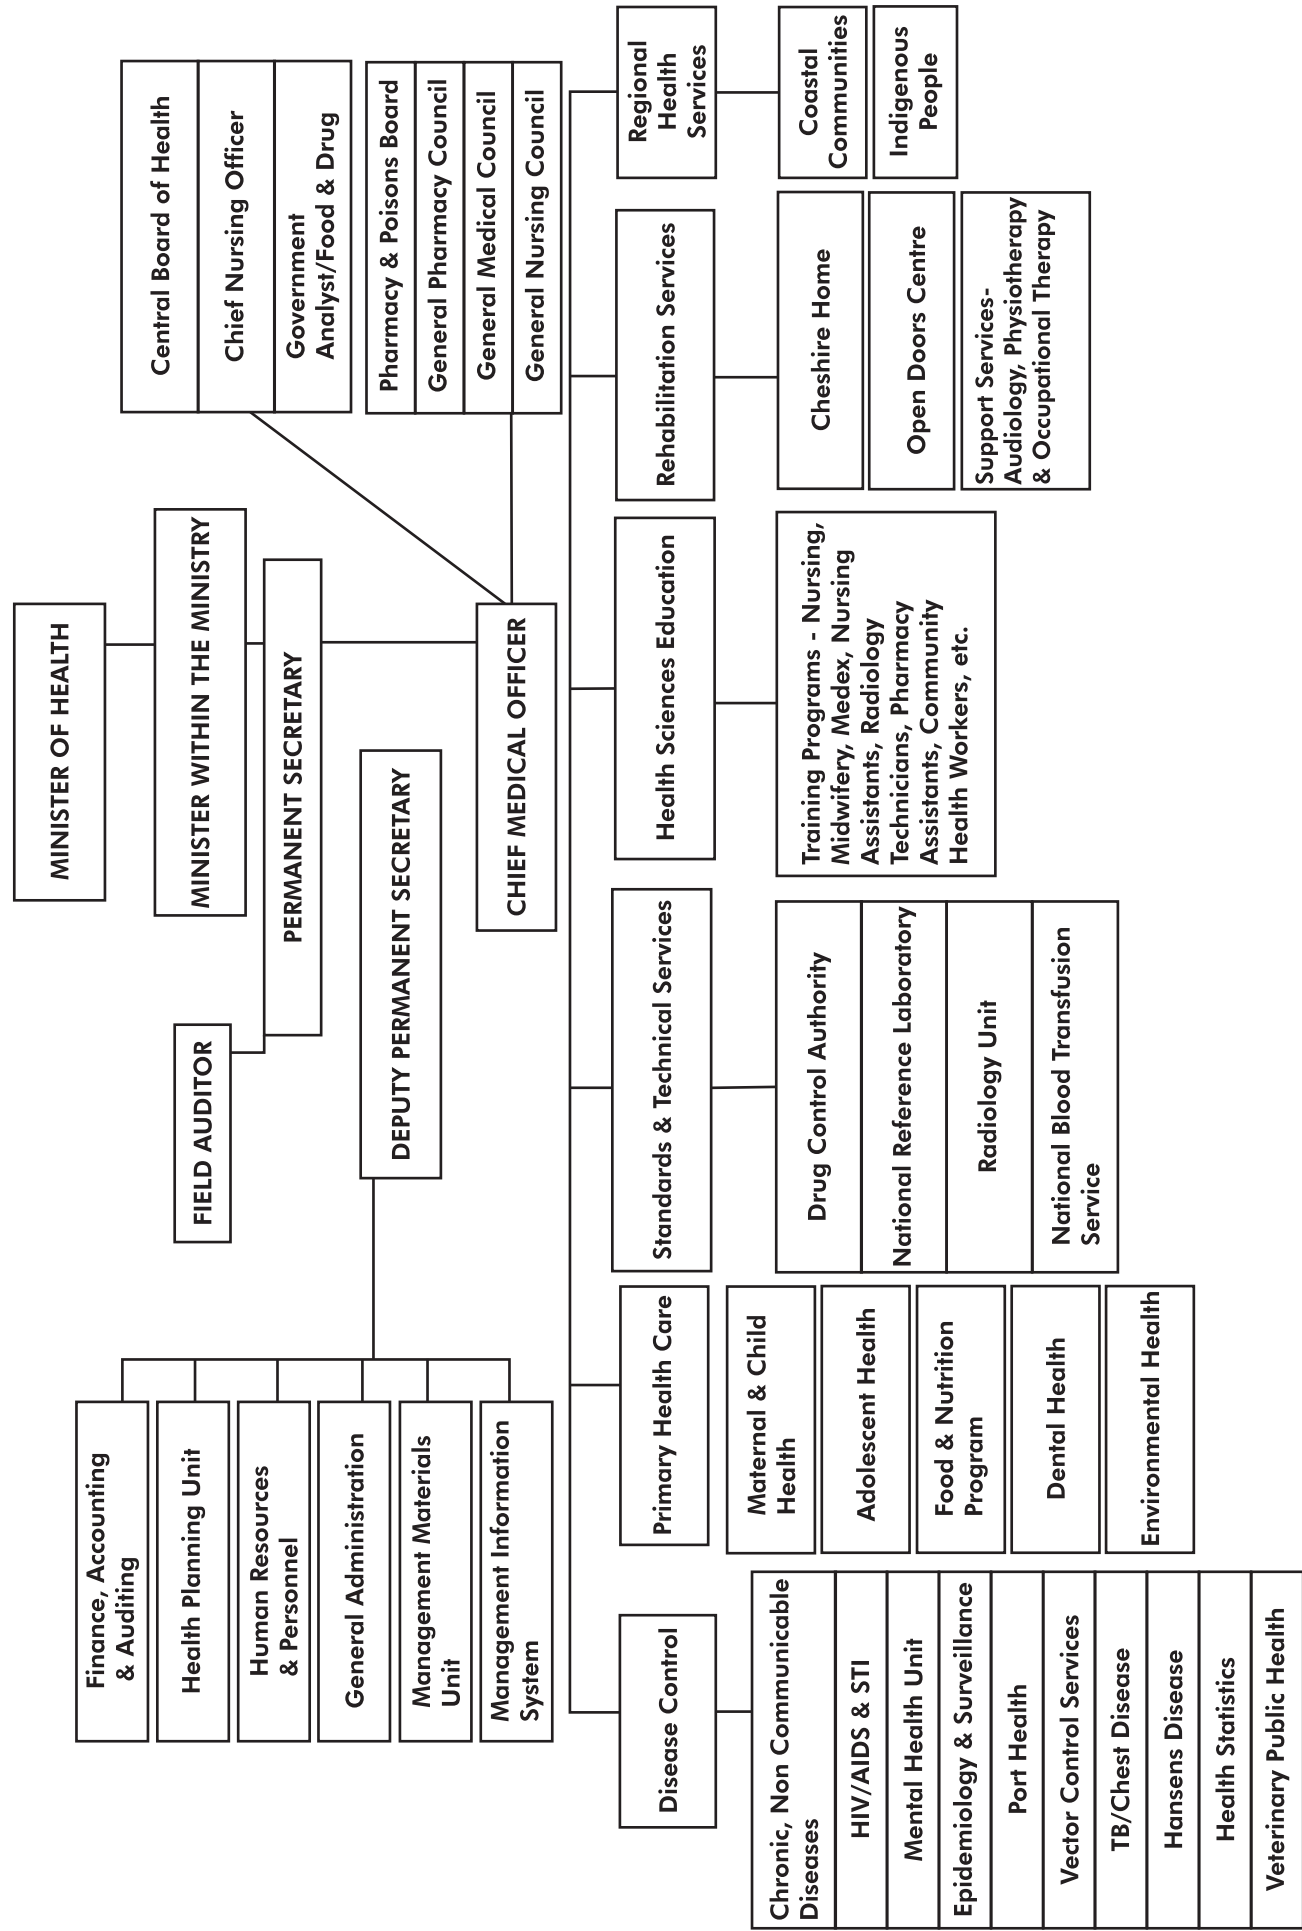 MINISTER OF HEALTH
MINISTER WITHIN THE MINISTRY
FIELD AUDITOR
PERMANENT SECRETARY
DEPUTY PERMANENT SECRETARY
CHIEF MEDICAL OFFICER
Finance, Accounting
& Auditing
Health Planning Unit
Human Resources
& Personnel
General Administration
Management Materials
Unit
Management Information
System
Central Board of Health
Chief Nursing Officer
Government
Analyst/Food & Drug
Pharmacy & Poisons Board
General Pharmacy Council
General Medical Council
General Nursing Council
Disease Control
Chronic, Non Communicable
Diseases
HIV/AIDS & STI
Mental Health Unit
Epidemiology & Surveillance
Port Health
Vector Control Services
TB/Chest Disease
Hansens Disease
Health Statistics
Veterinary Public Health
Primary Health Care
Maternal & Child
Health
Adolescent Health
Food & Nutrition
Program
Dental Health
Environmental Health
Standards & Technical Services
Drug Control Authority
National Reference Laboratory
Radiology Unit
National Blood Transfusion
Service
Health Sciences Education
Training Programs - Nursing,
Midwifery, Medex, Nursing
Assistants, Radiology
Technicians, Pharmacy
Assistants, Community
Health Workers, etc.
Rehabilitation Services
Cheshire Home
Open Doors Centre
Support Services-
Audiology, Physiotherapy
& Occupational Therapy
Regional
Health
Services
Coastal
Communities
Indigenous
People